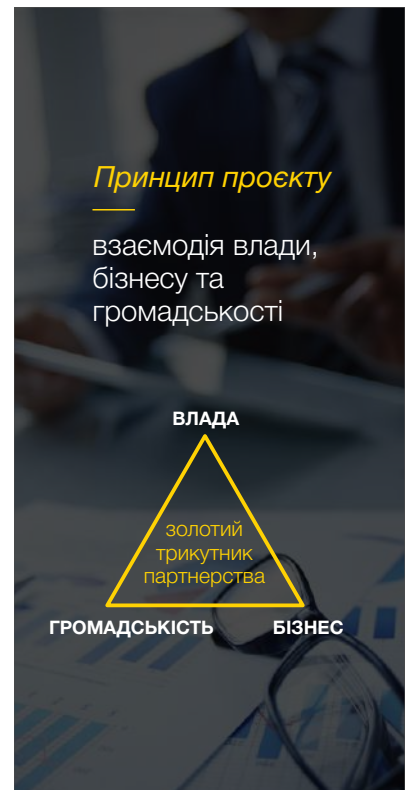 Принцип проєкту
взаємодія влади,
бізнесу та
громадськості
ВЛАДА
золотий
трикутник
партнерства
ГРОМАДСЬКІСТЬ БІЗНЕС